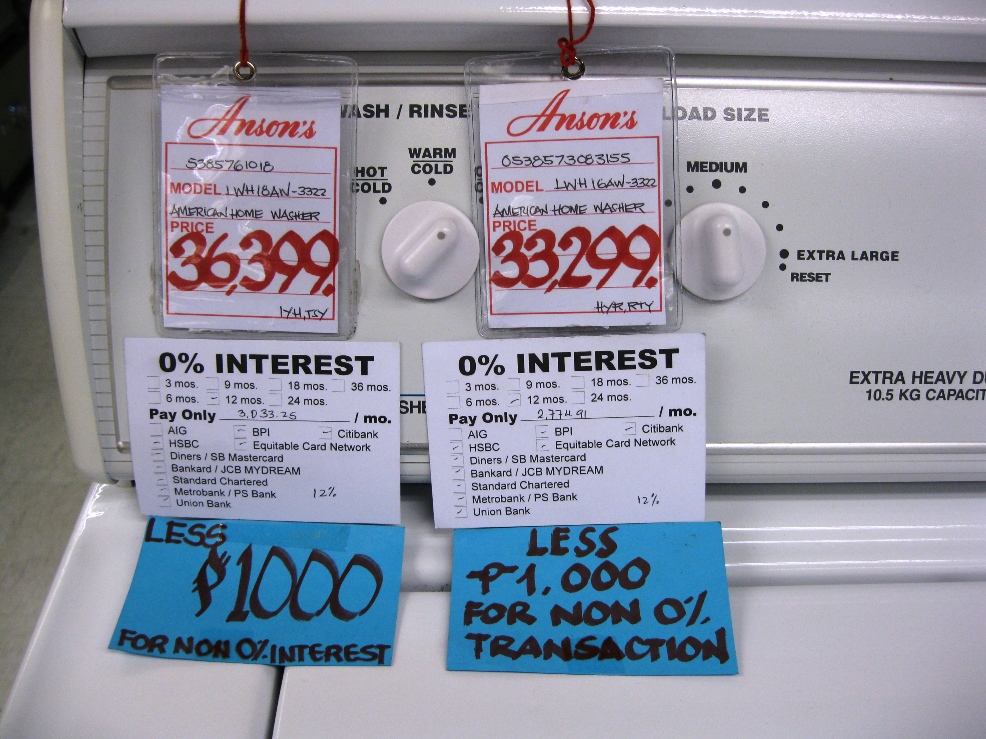 WASH / RINSE
LOAD SIZE
HOT
COLD
WARM
COLD
MEDIUM
EXTRA LARGE
RESET
EXTRA HEAVY DU
10.5 KG CAPACIT
Anson's
5385761018
MODEL LWH18AW-3322
AMERICAN HOME WASHER
PRICE
36,399.
Anson's
0538573083155
MODEL LWH16AW-3322
AMERICAN HOME WASHER
PRICE
33,299.
HYR,RTY
0% INTEREST
3 mos. 9 mos. 18 mos. 36 mos.
6 mos. 12 mos. 24 mos.
Pay Only 3,033.25 / mo.
AIG BPI Citibank
HSBC Equitable Card Network
Diners / SB Mastercard
Bankard / JCB MYDREAM
Standard Chartered
Metrobank / PS Bank 12%
Union Bank
0% INTEREST
3 mos. 9 mos. 18 mos. 36 mos.
6 mos. 12 mos. 24 mos.
Pay Only 2,774.91 / mo.
AIG BPI Citibank
HSBC Equitable Card Network
Diners / SB Mastercard
Bankard / JCB MYDREAM
Standard Chartered
Metrobank / PS Bank 12%
Union Bank
SHE
LESS
₱1000
FOR NON 0% INTEREST
LESS
₱1,000
FOR NON 0%
TRANSACTION